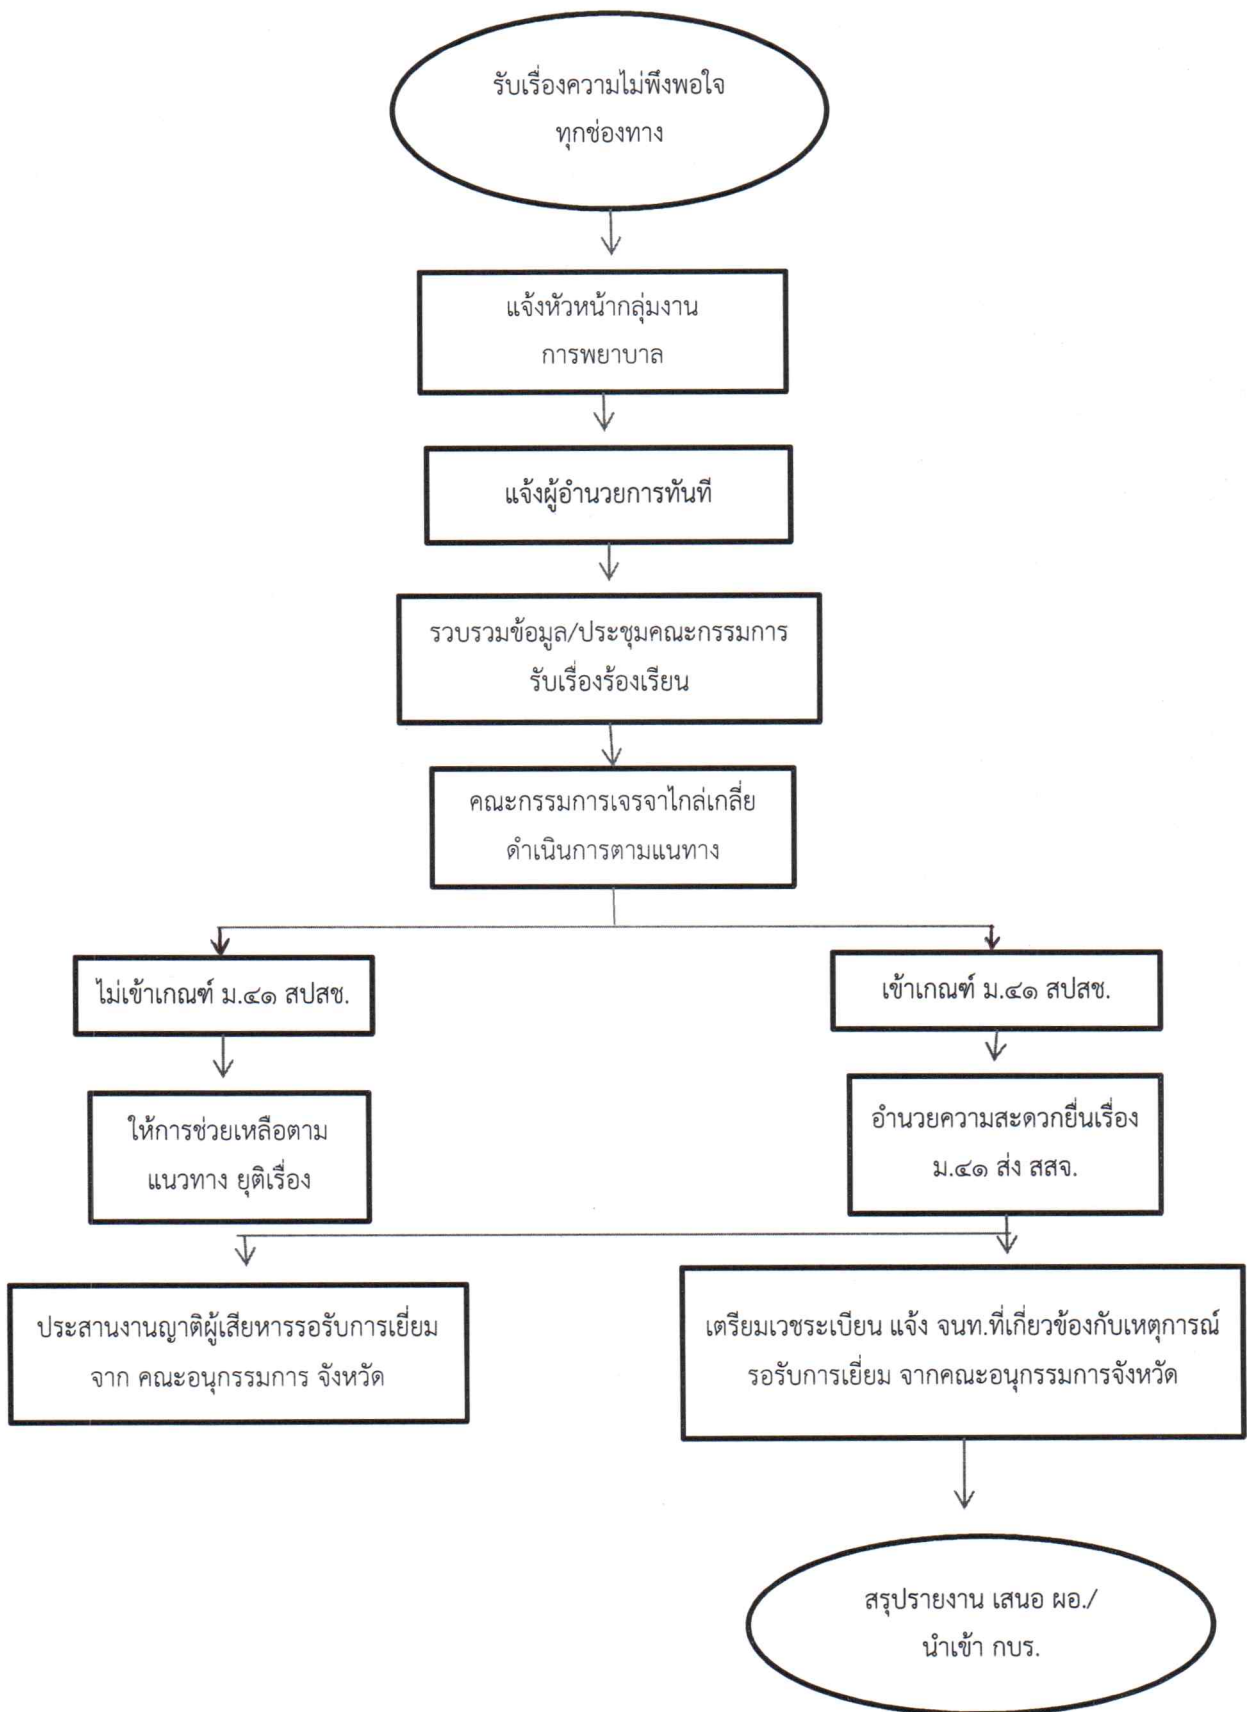 รับเรื่องความไม่พึงพอใจ
ทุกช่องทาง
แจ้งหัวหน้ากลุ่มงาน
การพยาบาล
แจ้งผู้อำนวยการทันที
รวบรวมข้อมูล/ประชุมคณะกรรมการ
รับเรื่องร้องเรียน
คณะกรรมการเจรจาไกล่เกลี่ย
ดำเนินการตามแนทาง
ไม่เข้าเกณฑ์ ม.๔๑ สปสช.
เข้าเกณฑ์ ม.๔๑ สปสช.
ให้การช่วยเหลือตาม
แนวทาง ยุติเรื่อง
อำนวยความสะดวกยื่นเรื่อง
ม.๔๑ ส่ง สสจ.
ประสานงานญาติผู้เสียหารรอรับการเยี่ยม
จาก คณะอนุกรรมการ จังหวัด
เตรียมเวชระเบียน แจ้ง จนท.ที่เกี่ยวข้องกับเหตุการณ์
รอรับการเยี่ยม จากคณะอนุกรรมการจังหวัด
สรุปรายงาน เสนอ ผอ./
นำเข้า กบร.